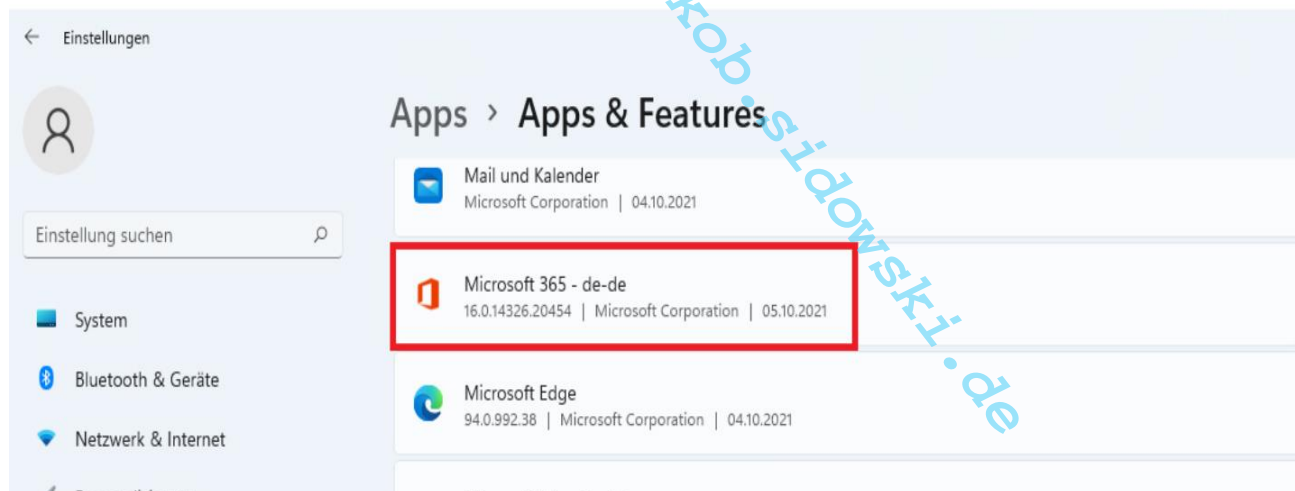 Einstellungen
Apps > Apps & Features
Mail und Kalender
Microsoft Corporation | 04.10.2021
Einstellung suchen
Microsoft 365 - de-de
16.0.14326.20454 | Microsoft Corporation | 05.10.2021
System
Bluetooth & Geräte
Microsoft Edge
94.0.992.38 | Microsoft Corporation | 04.10.2021
Netzwerk & Internet
kob.sidowski.de